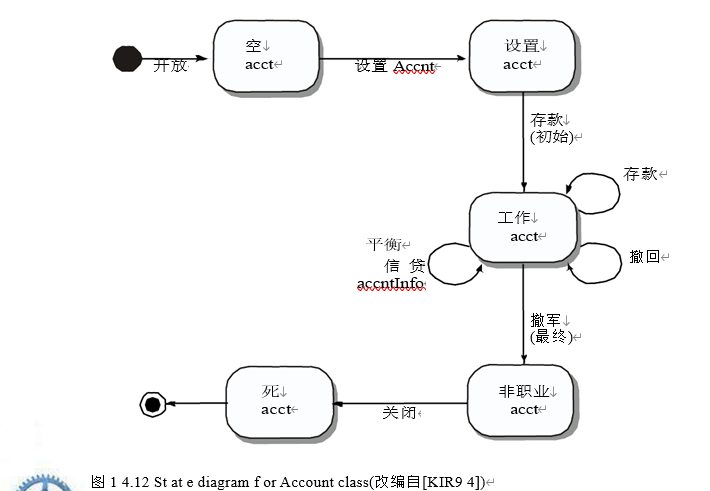 空↓
acct↵
开放
设置 Accnt↵
设置↓
acct↵
存款↓
(初始)↵
存款↵
工作↓
acct↵
平衡↵
信 贷
accntInfo
撤回↵
撤军↓
(最终)↵
死↓
acct↵
关闭↵
非职业↓
acct↵
图 1 4.12 St at e diagram f or Account class(改编自[KIR9 4])↵